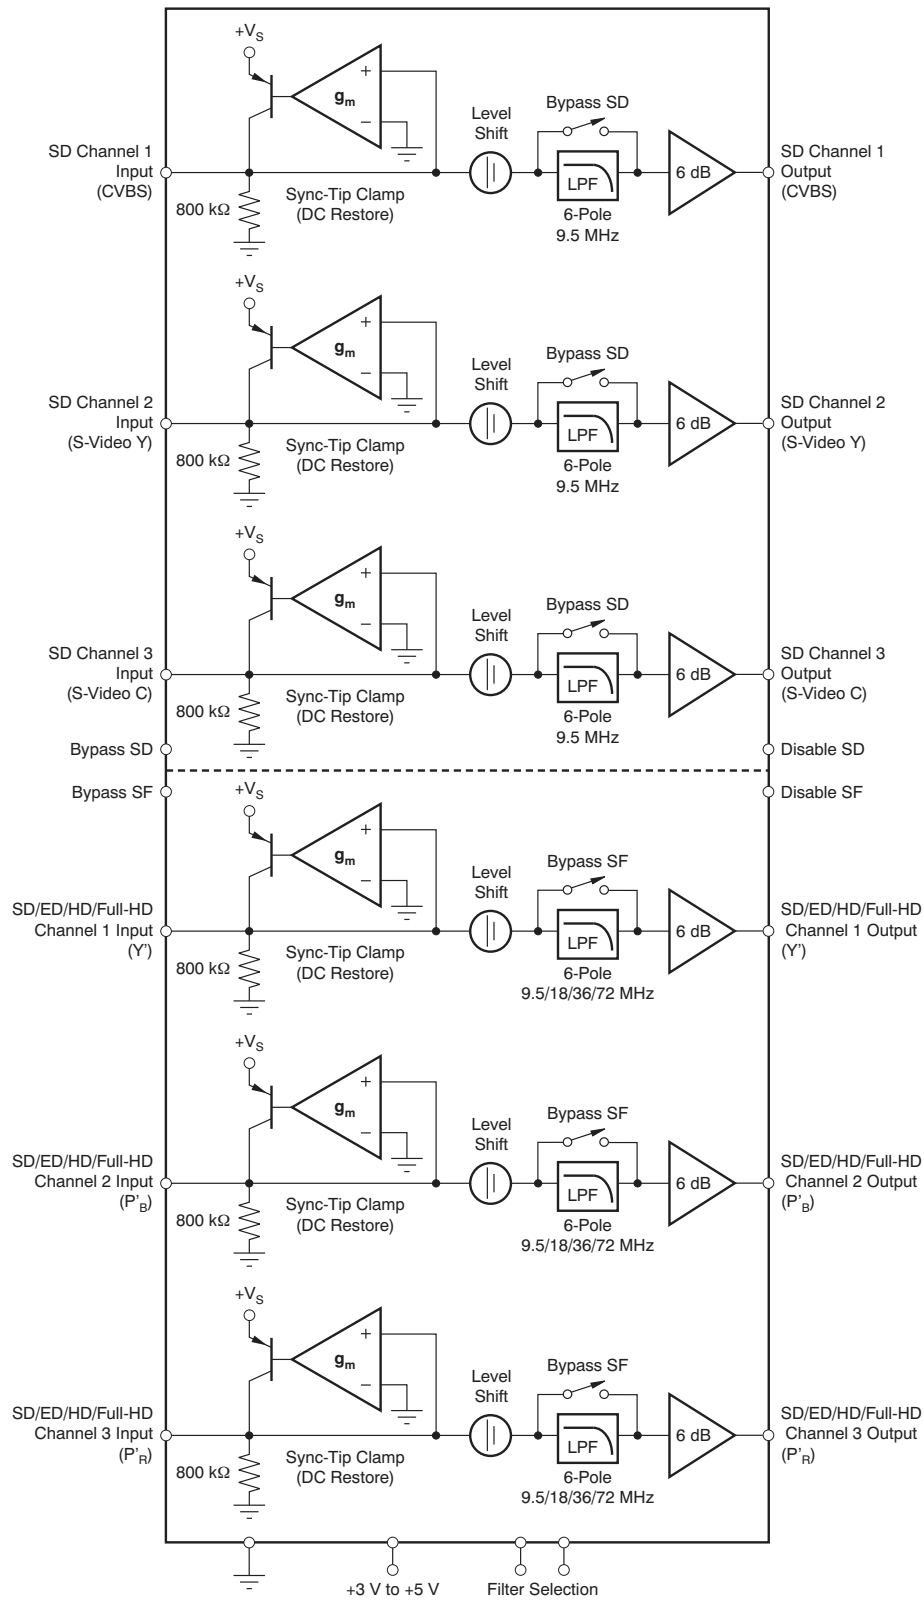 +VS
gm
+
−
SD Channel 1
Input
(CVBS)
800 kΩ
Sync-Tip Clamp
(DC Restore)
Level
Shift
Bypass SD
LPF
6-Pole
9.5 MHz
6 dB
SD Channel 1
Output
(CVBS)
+VS
gm
+
−
SD Channel 2
Input
(S-Video Y)
800 kΩ
Sync-Tip Clamp
(DC Restore)
Level
Shift
Bypass SD
LPF
6-Pole
9.5 MHz
6 dB
SD Channel 2
Output
(S-Video Y)
+VS
gm
+
−
SD Channel 3
Input
(S-Video C)
800 kΩ
Sync-Tip Clamp
(DC Restore)
Level
Shift
Bypass SD
LPF
6-Pole
9.5 MHz
6 dB
SD Channel 3
Output
(S-Video C)
Bypass SD
Disable SD
Bypass SF
Disable SF
+VS
gm
+
−
SD/ED/HD/Full-HD
Channel 1 Input
(Y')
800 kΩ
Sync-Tip Clamp
(DC Restore)
Level
Shift
Bypass SF
LPF
6-Pole
9.5/18/36/72 MHz
6 dB
SD/ED/HD/Full-HD
Channel 1 Output
(Y')
+VS
gm
+
−
SD/ED/HD/Full-HD
Channel 2 Input
(P'B)
800 kΩ
Sync-Tip Clamp
(DC Restore)
Level
Shift
Bypass SF
LPF
6-Pole
9.5/18/36/72 MHz
6 dB
SD/ED/HD/Full-HD
Channel 2 Output
(P'B)
+VS
gm
+
−
SD/ED/HD/Full-HD
Channel 3 Input
(P'R)
800 kΩ
Sync-Tip Clamp
(DC Restore)
Level
Shift
Bypass SF
LPF
6-Pole
9.5/18/36/72 MHz
6 dB
SD/ED/HD/Full-HD
Channel 3 Output
(P'R)
+3 V to +5 V
Filter Selection